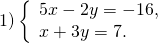 1) { 5x − 2y = −16,
x + 3y = 7.